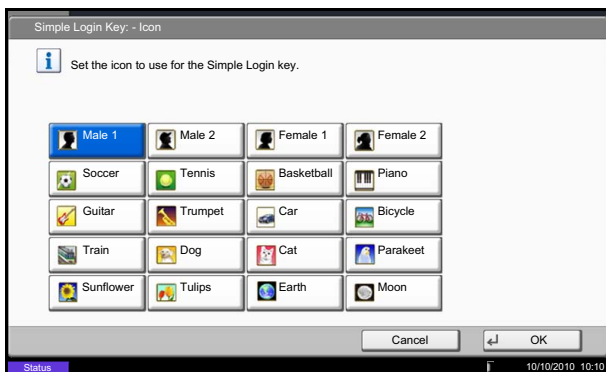 Simple Login Key: - Icon
i Set the icon to use for the Simple Login key.
Male 1 Male 2 Female 1 Female 2
Soccer Tennis Basketball Piano
Guitar Trumpet Car Bicycle
Train Dog Cat Parakeet
Sunflower Tulips Earth Moon
Cancel OK
Status 10/10/2010 10:10